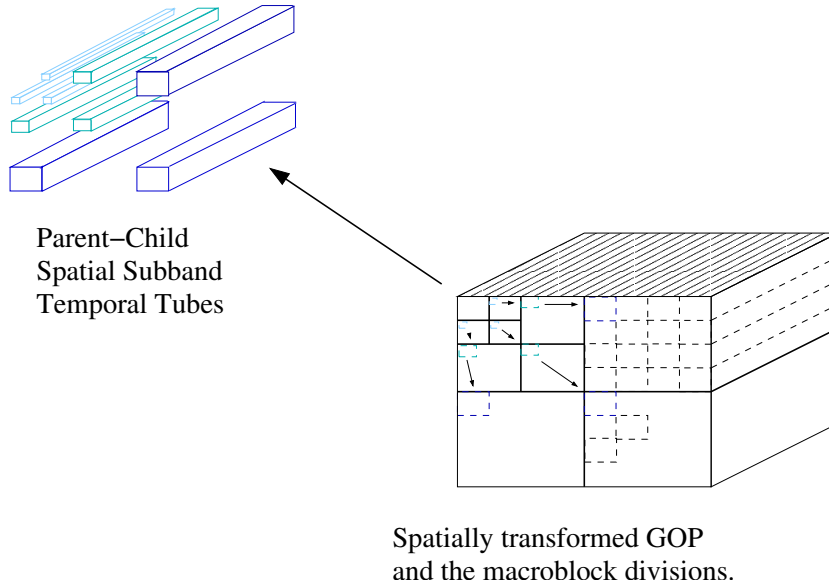 Parent−Child
Spatial Subband
Temporal Tubes
Spatially transformed GOP
and the macroblock divisions.